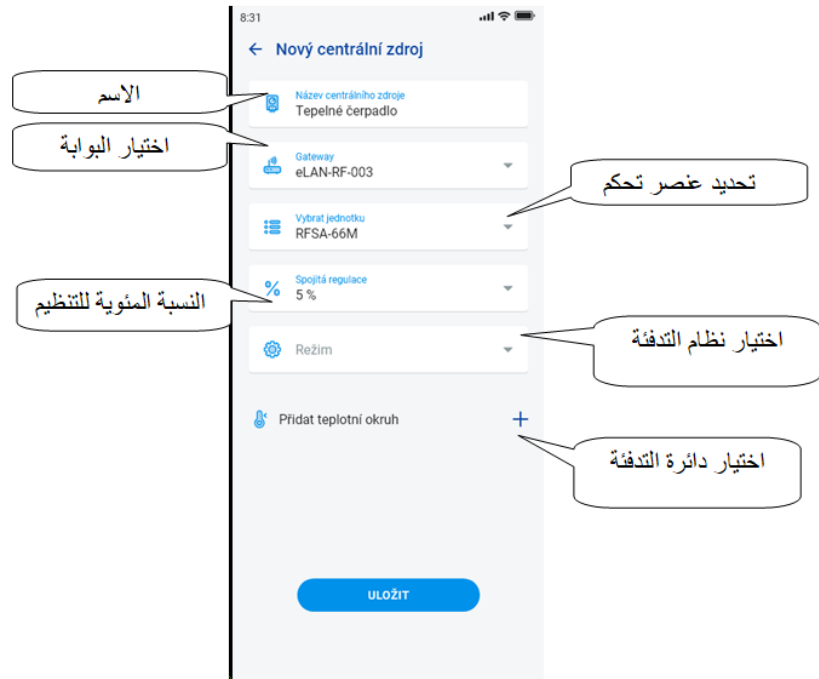 8:31
Nový centrální zdroj
الاسم
Název centrálního zdroje
Tepelné čerpadlo
اختيار البوابة
Gateway
eLAN-RF-003
تحديد عنصر تحكم
Vybrat jednotku
RFSA-66M
النسبة المئوية للتنظيم
Spojitá regulace
5 %
اختيار نظام التدفئة
Režim
Přidat teplotní okruh
اختيار دائرة التدفئة
ULOŽIT